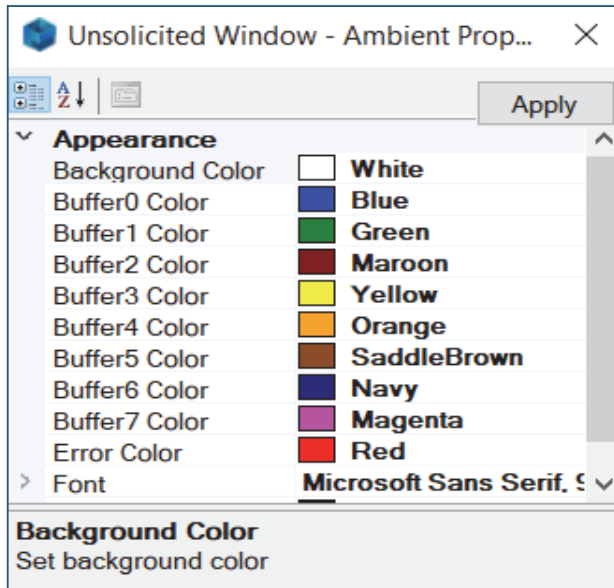 Unsolicited Window - Ambient Prop...
Apply
Appearance
Background Color White
Buffer0 Color Blue
Buffer1 Color Green
Buffer2 Color Maroon
Buffer3 Color Yellow
Buffer4 Color Orange
Buffer5 Color SaddleBrown
Buffer6 Color Navy
Buffer7 Color Magenta
Error Color Red
Font Microsoft Sans Serif, 9
Background Color
Set background color